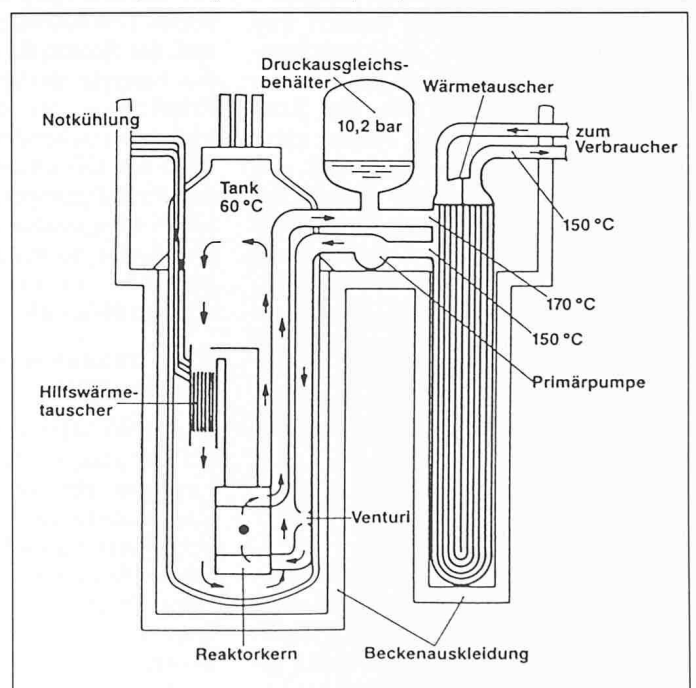 Druckausgleichs-
behälter
Wärmetauscher
Notkühlung
10,2 bar
zum
Verbraucher
Tank
60 °C
150 °C
170 °C
150 °C
Primärpumpe
Hilfswärme-
tauscher
Venturi
Reaktorkern
Beckenauskleidung